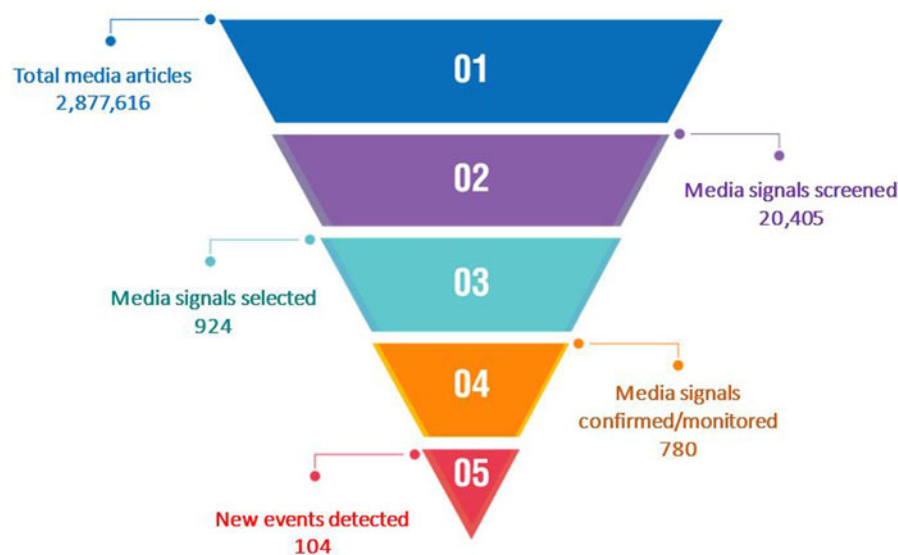 01
Total media articles
2,877,616
02
Media signals screened
20,405
03
Media signals selected
924
04
Media signals
confirmed/monitored
780
05
New events detected
104